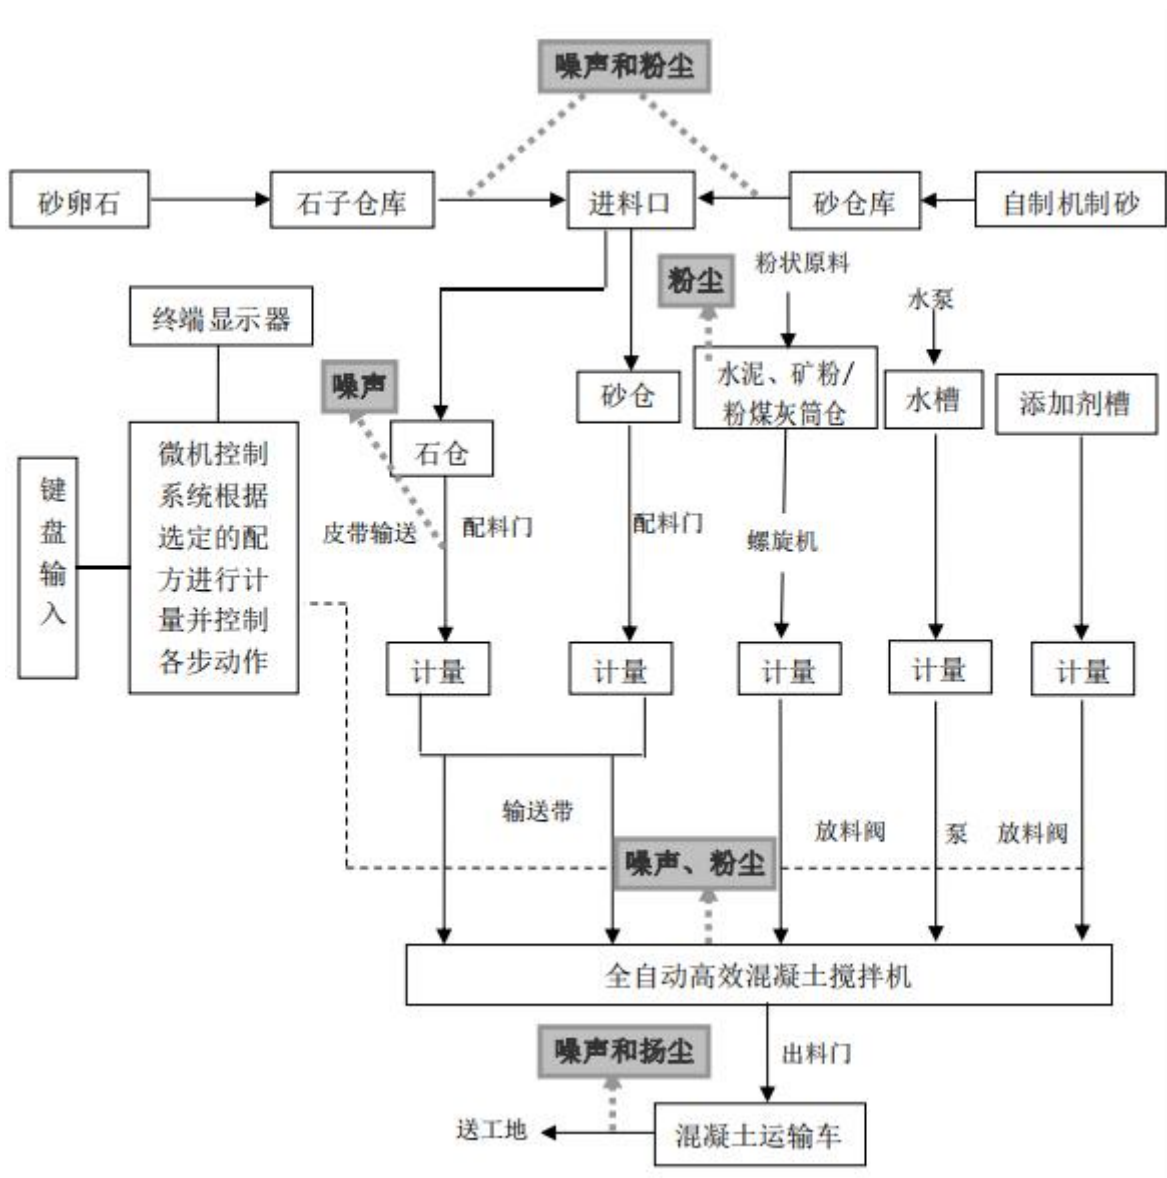 噪声和粉尘
砂卵石
石子仓库
进料口
砂仓库
自制机制砂
粉尘
粉状原料
水泵
终端显示器
噪声
砂仓
水泥、矿粉/
粉煤灰筒仓
水槽
添加剂槽
石仓
键
盘
输
入
微机控制
系统根据
选定的配
方进行计
量并控制
各步动作
皮带输送
配料门
配料门
螺旋机
计量
计量
计量
计量
计量
输送带
放料阀
泵
放料阀
噪声、粉尘
全自动高效混凝土搅拌机
噪声和扬尘
出料门
送工地
混凝土运输车